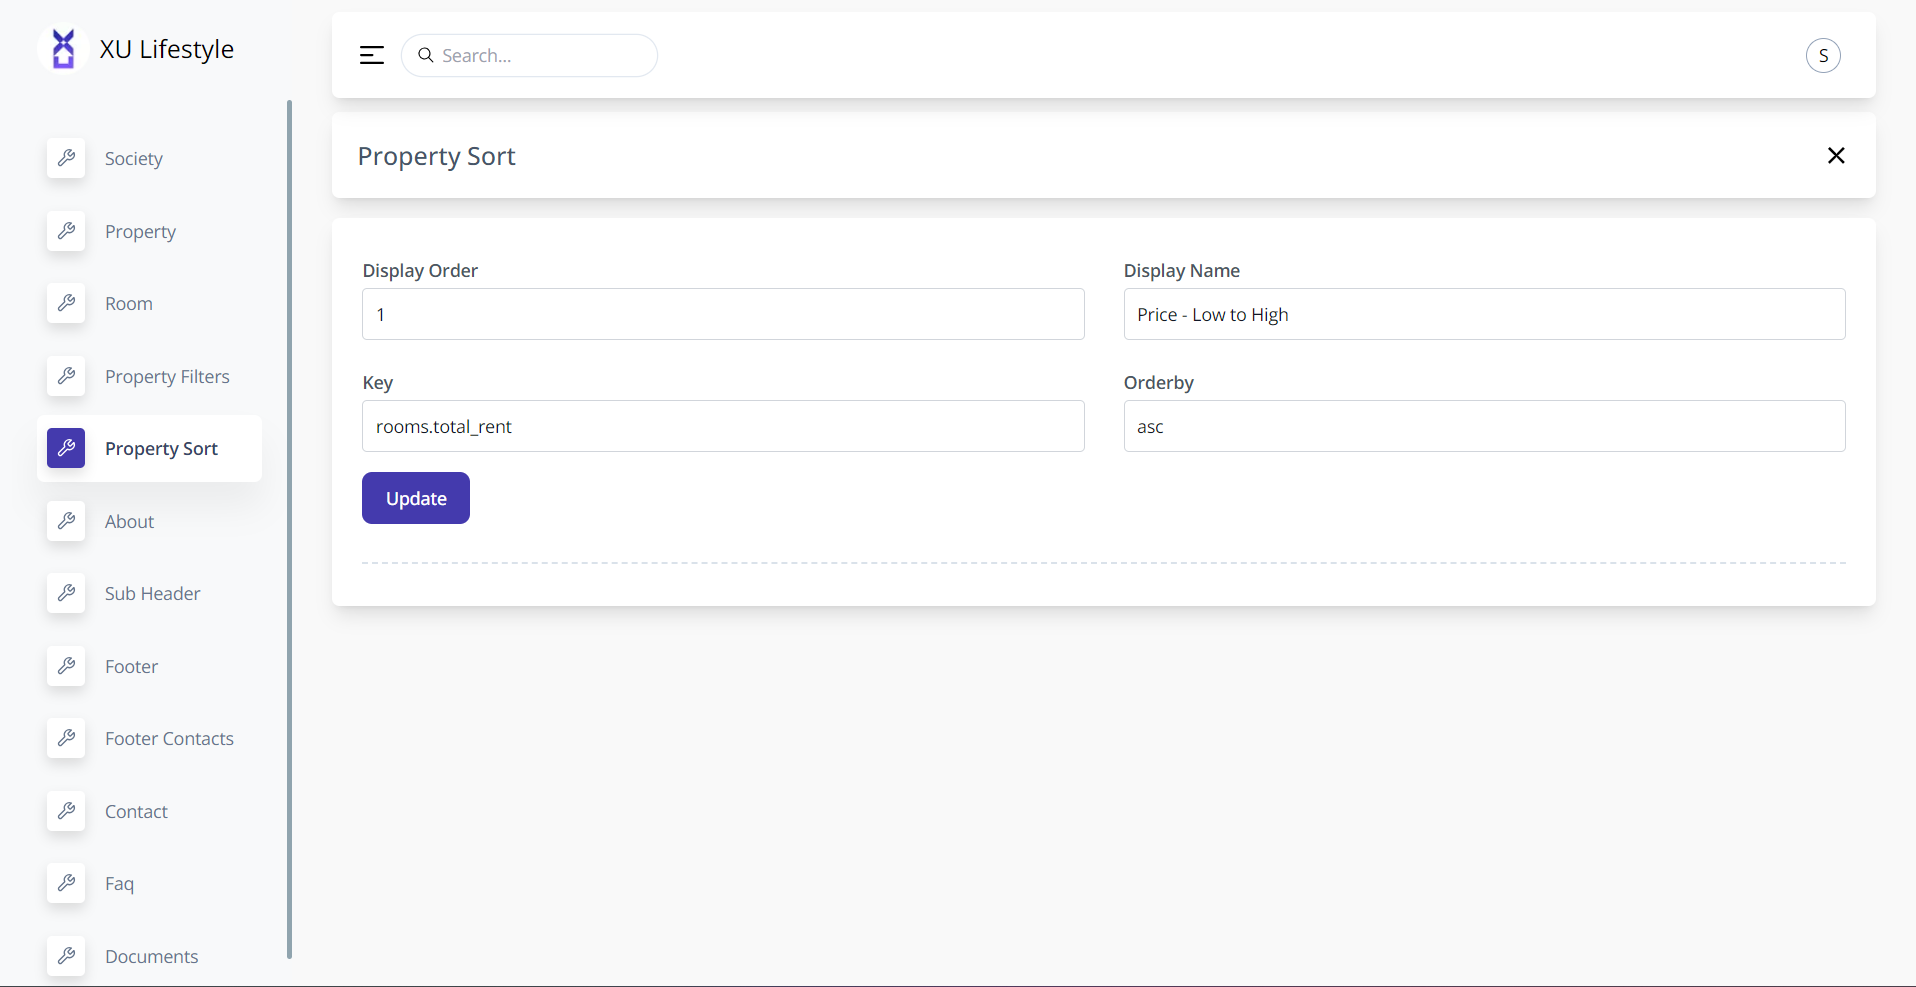 XU Lifestyle
Search...
S
Society
Property
Room
Property Filters
Property Sort
About
Sub Header
Footer
Footer Contacts
Contact
Faq
Documents
Property Sort
Display Order
1
Display Name
Price - Low to High
Key
rooms.total_rent
Orderby
asc
Update